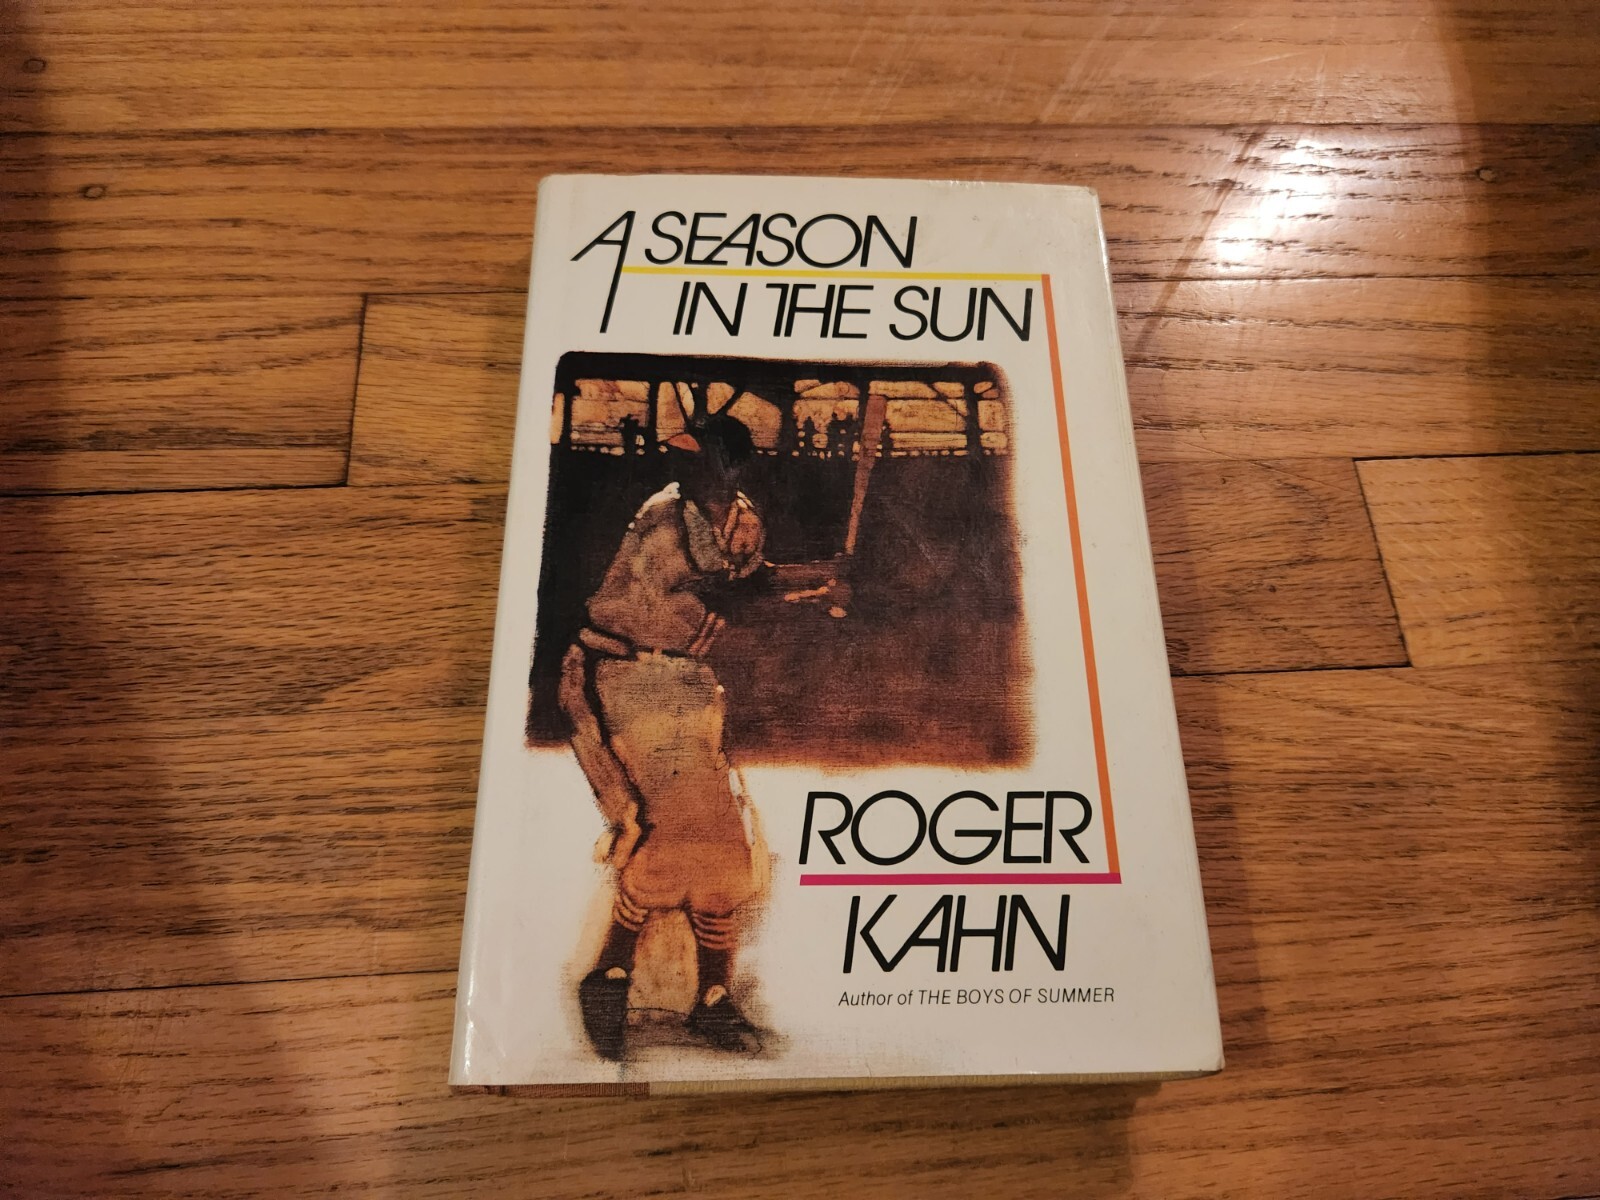 A SEASON
IN THE SUN
ROGER
KAHN
Author of THE BOYS OF SUMMER